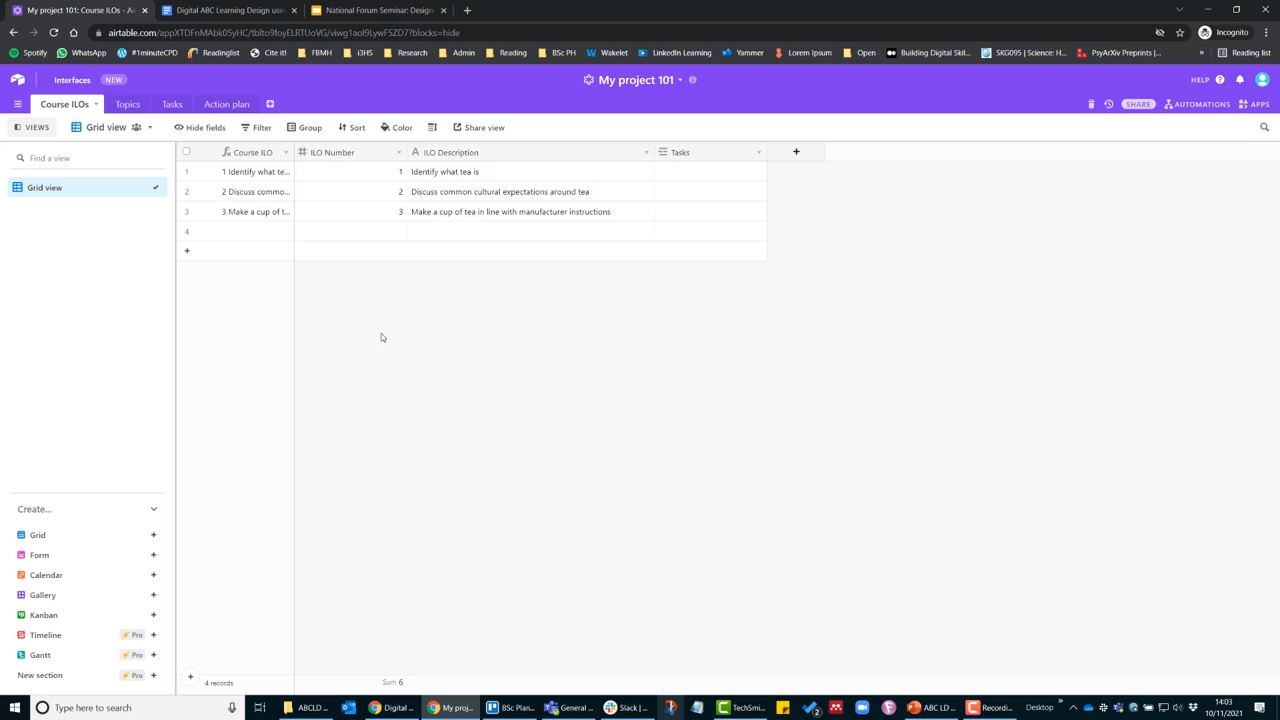 My project 101: Course ILOs - Ai
Digital ABC Learning Design usin
National Forum Seminar: Design
Incognito
Spotify
WhatsApp
#1minuteCPD
Readinglist
Cite it!
FBMH
i3HS
Research
Admin
Reading
BSc PH
Wakelet
LinkedIn Learning
Yammer
Lorem Ipsum
Open
Building Digital Skil...
SKG095 | Science: H...
PsyArXiv Preprints |...
Reading list
Interfaces
NEW
My project 101
HELP
Course ILOs
Topics
Tasks
Action plan
SHARE
AUTOMATIONS
APPS
VIEWS
Grid view
Hide fields
Filter
Group
Sort
Color
Share view
Find a view
Course ILO
ILO Number
ILO Description
Tasks
1 1 Identify what te... 1 Identify what tea is
Grid view
2 2 Discuss commo... 2 Discuss common cultural expectations around tea
3 3 Make a cup of t... 3 Make a cup of tea in line with manufacturer instructions
4
Create...
Grid
Form
Calendar
Gallery
Kanban
Timeline
Pro
Gantt
Pro
New section
Pro
4 records
Sum 6
Type here to search
ABCLD ...
Digital ...
My proj...
BSc Plan...
General ...
Slack | ...
TechSmi...
2
ABC LD ...
Recordi...
Desktop
14:03
10/11/2021